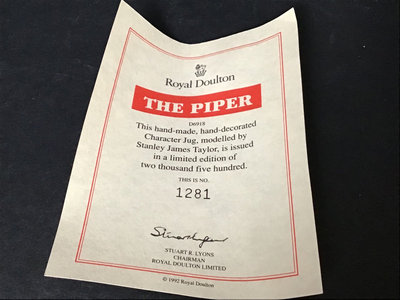 Royal Doulton
THE PIPER
D6918
This hand-made, hand-decorated
Character Jug, modelled by
Stanley James Taylor, is issued
in a limited edition of
two thousand five hundred.
THIS IS NO.
1281
STUART R. LYONS
CHAIRMAN
ROYAL DOULTON LIMITED
© 1992 Royal Doulton